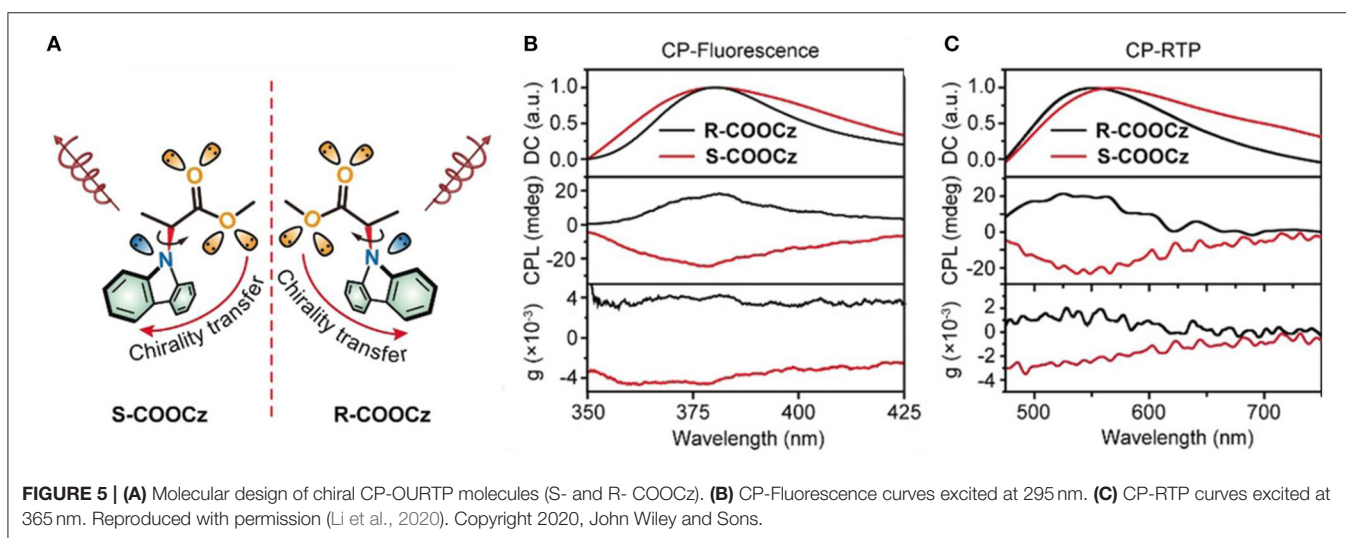 A
O
O
N
Chirality transfer
S-COOCz
O
O
N
Chirality transfer
R-COOCz
B
CP-Fluorescence
DC (a.u.)
1.0
0.5
0.0
R-COOCz
S-COOCz
CPL (mdeg)
20
0
-20
g (×10⁻³)
4
0
-4
350 375 400 425
Wavelength (nm)
C
CP-RTP
DC (a.u.)
1.0
0.5
0.0
R-COOCz
S-COOCz
CPL (mdeg)
20
0
-20
g (×10⁻³)
2
0
-2
-4
500 600 700
Wavelength (nm)
FIGURE 5 | (A) Molecular design of chiral CP-OURTP molecules (S- and R- COOCz). (B) CP-Fluorescence curves excited at 295 nm. (C) CP-RTP curves excited at
365 nm. Reproduced with permission (Li et al., 2020). Copyright 2020, John Wiley and Sons.